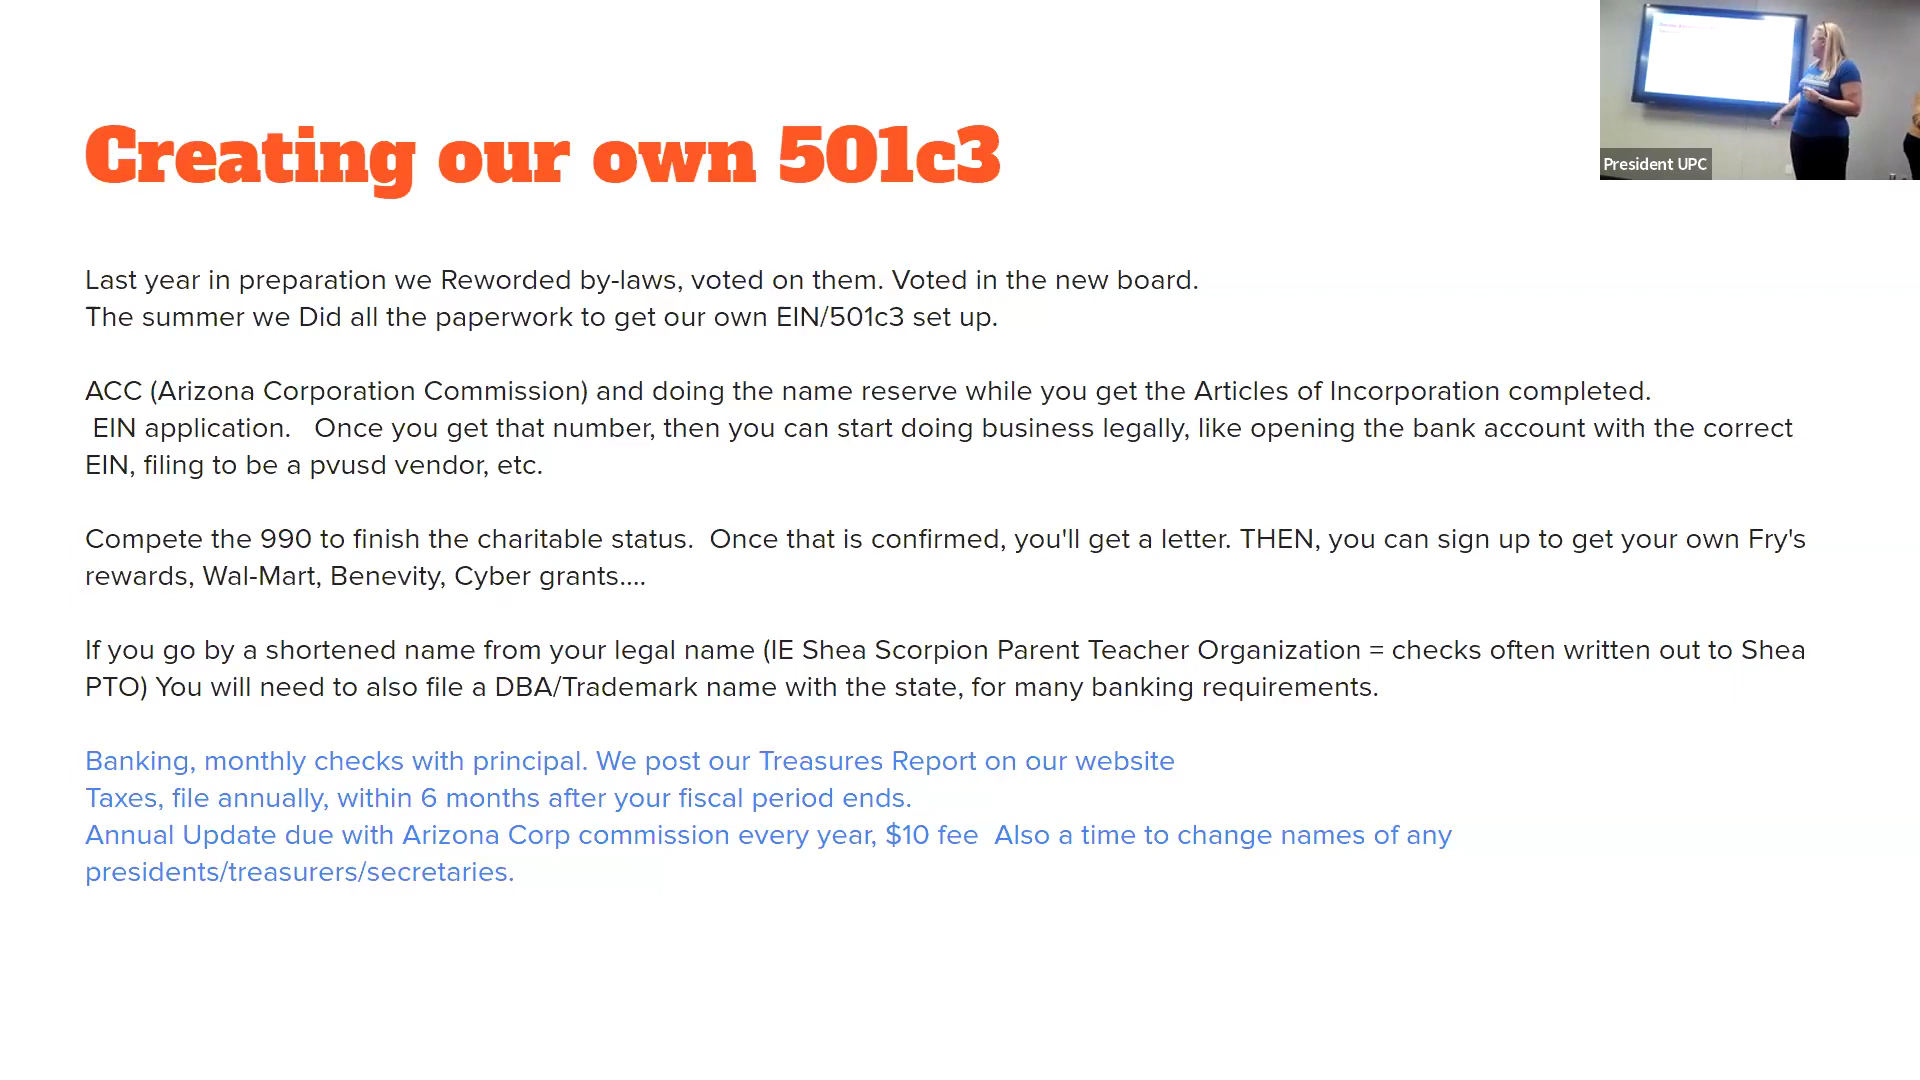 Creating our own 501c3
President UPC
Last year in preparation we Reworded by-laws, voted on them. Voted in the new board.
The summer we Did all the paperwork to get our own EIN/501c3 set up.
ACC (Arizona Corporation Commission) and doing the name reserve while you get the Articles of Incorporation completed.
EIN application.   Once you get that number, then you can start doing business legally, like opening the bank account with the correct
EIN, filing to be a pvusd vendor, etc.
Compete the 990 to finish the charitable status.  Once that is confirmed, you'll get a letter. THEN, you can sign up to get your own Fry's
rewards, Wal-Mart, Benevity, Cyber grants....
If you go by a shortened name from your legal name (IE Shea Scorpion Parent Teacher Organization = checks often written out to Shea
PTO) You will need to also file a DBA/Trademark name with the state, for many banking requirements.
Banking, monthly checks with principal. We post our Treasures Report on our website
Taxes, file annually, within 6 months after your fiscal period ends.
Annual Update due with Arizona Corp commission every year, $10 fee  Also a time to change names of any
presidents/treasurers/secretaries.